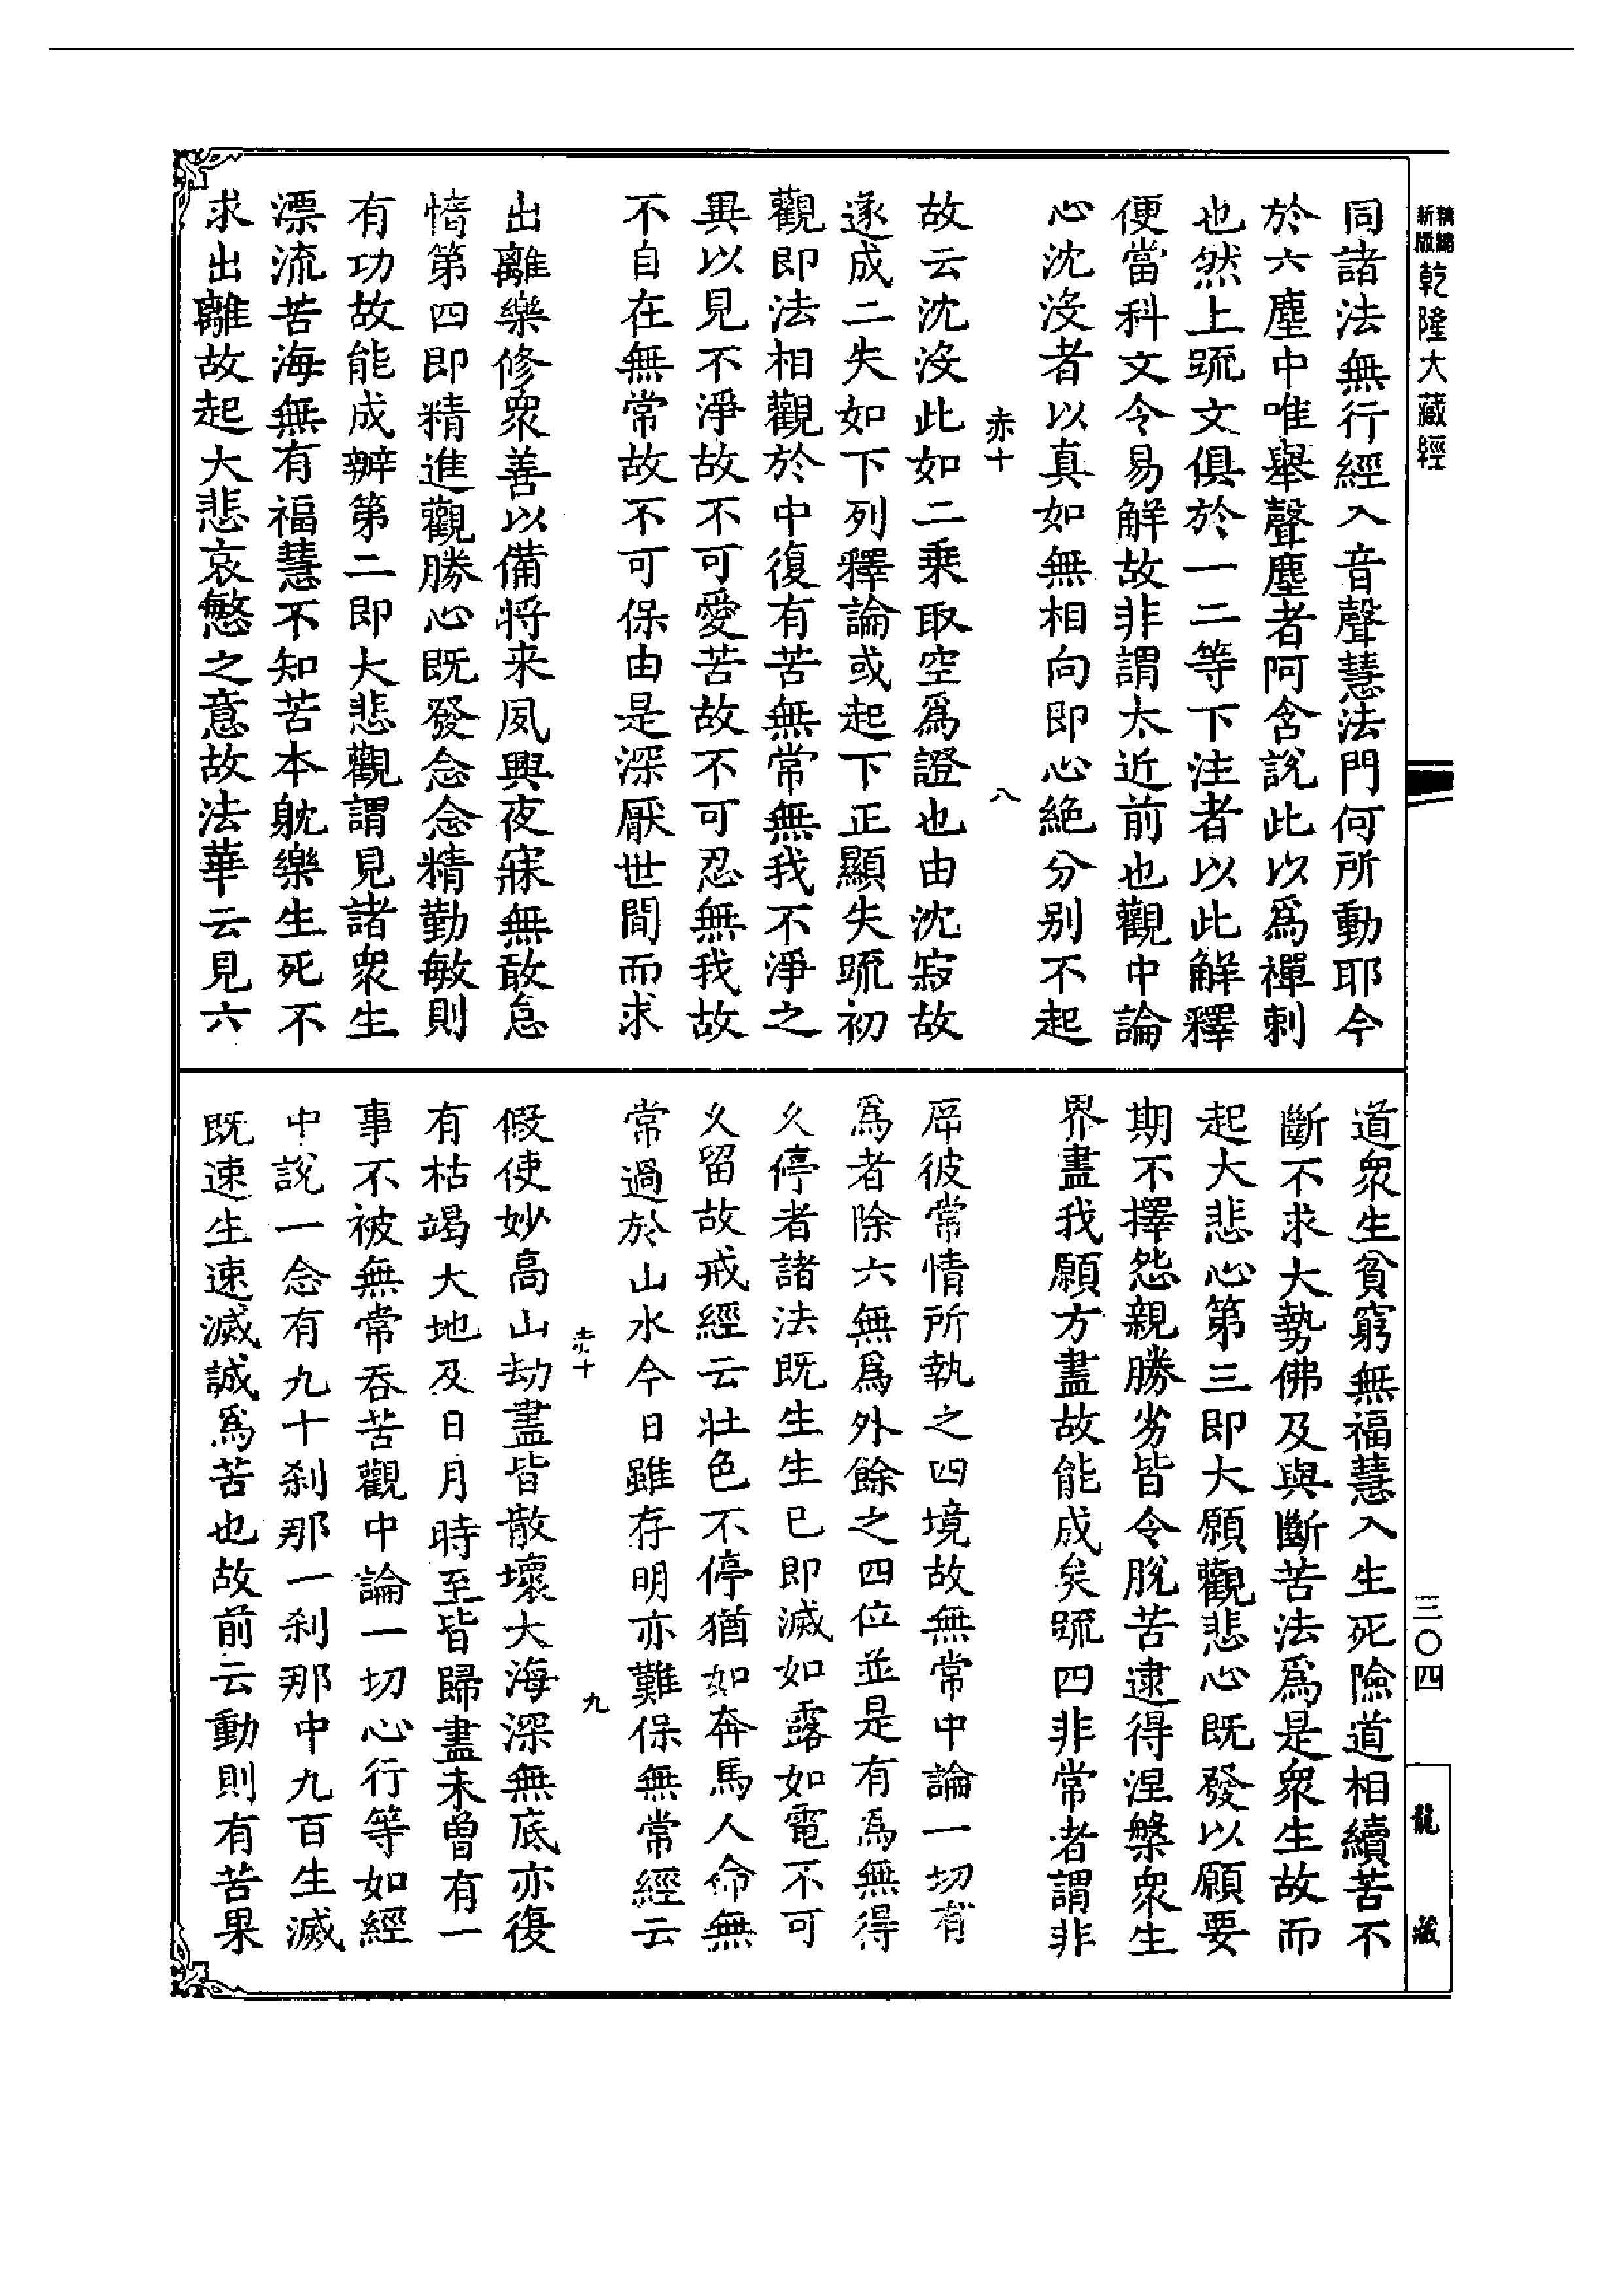 精編
新版
乾隆大藏經
同諸法無行經入音聲慧法門何所動耶今
於六塵中唯舉聲塵者阿含説此以爲禪刺
也然上䟽文俱於一二等下注者以此解釋
便當科文令易解故非謂太近前也觀中論
心沈没者以真如無相向即心絶分别不起
赤十
八
故云沈没此如二乘取空爲證也由沈寂故
遂成二失如下列釋論或起下正顯失䟽初
觀即法相觀於中復有苦無常無我不淨之
異以見不淨故不可愛苦故不可忍無我故
不自在無常故不可保由是深厭世間而求
出離樂修衆善以備将来夙興夜寐無敢怠
惰第四即精進觀勝心既發念念精勤敏則
有功故能成辦第二即大悲觀謂見諸衆生
漂流苦海無有福慧不知苦本躭樂生死不
求出離故起大悲哀愍之意故法華云見六
道衆生貧窮無福慧入生死險道相續苦不
斷不求大勢佛及與斷苦法爲是衆生故而
起大悲心第三即大願觀悲心既發以願要
期不擇怨親勝劣皆令脫苦逮得涅槃衆生
界盡我願方盡故能成矣䟽四非常者謂非
斥彼常情所執之四境故無常中論一切有
爲者除六無爲外餘之四位並是有爲無得
久停者諸法既生生已即滅如露如電不可
久留故戒經云壮色不停猶如奔馬人命無
常過於山水今日雖存明亦難保無常經云
赤十
九
假使妙高山劫盡皆散壞大海深無底亦復
有枯竭大地及日月時至皆歸盡未曾有一
事不被無常吞苦觀中論一切心行等如經
中說一念有九十刹那一刹那中九百生滅
既速生速滅誠爲苦也故前云動則有苦果
三〇四
龍藏